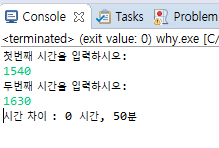 Console
Tasks
Problem
<terminated> (exit value: 0) why.exe [C/
첫번째 시간을 입력하시오:
1540
두번째 시간을 입력하시오:
1630
시간 차이 : 0 시간, 50분